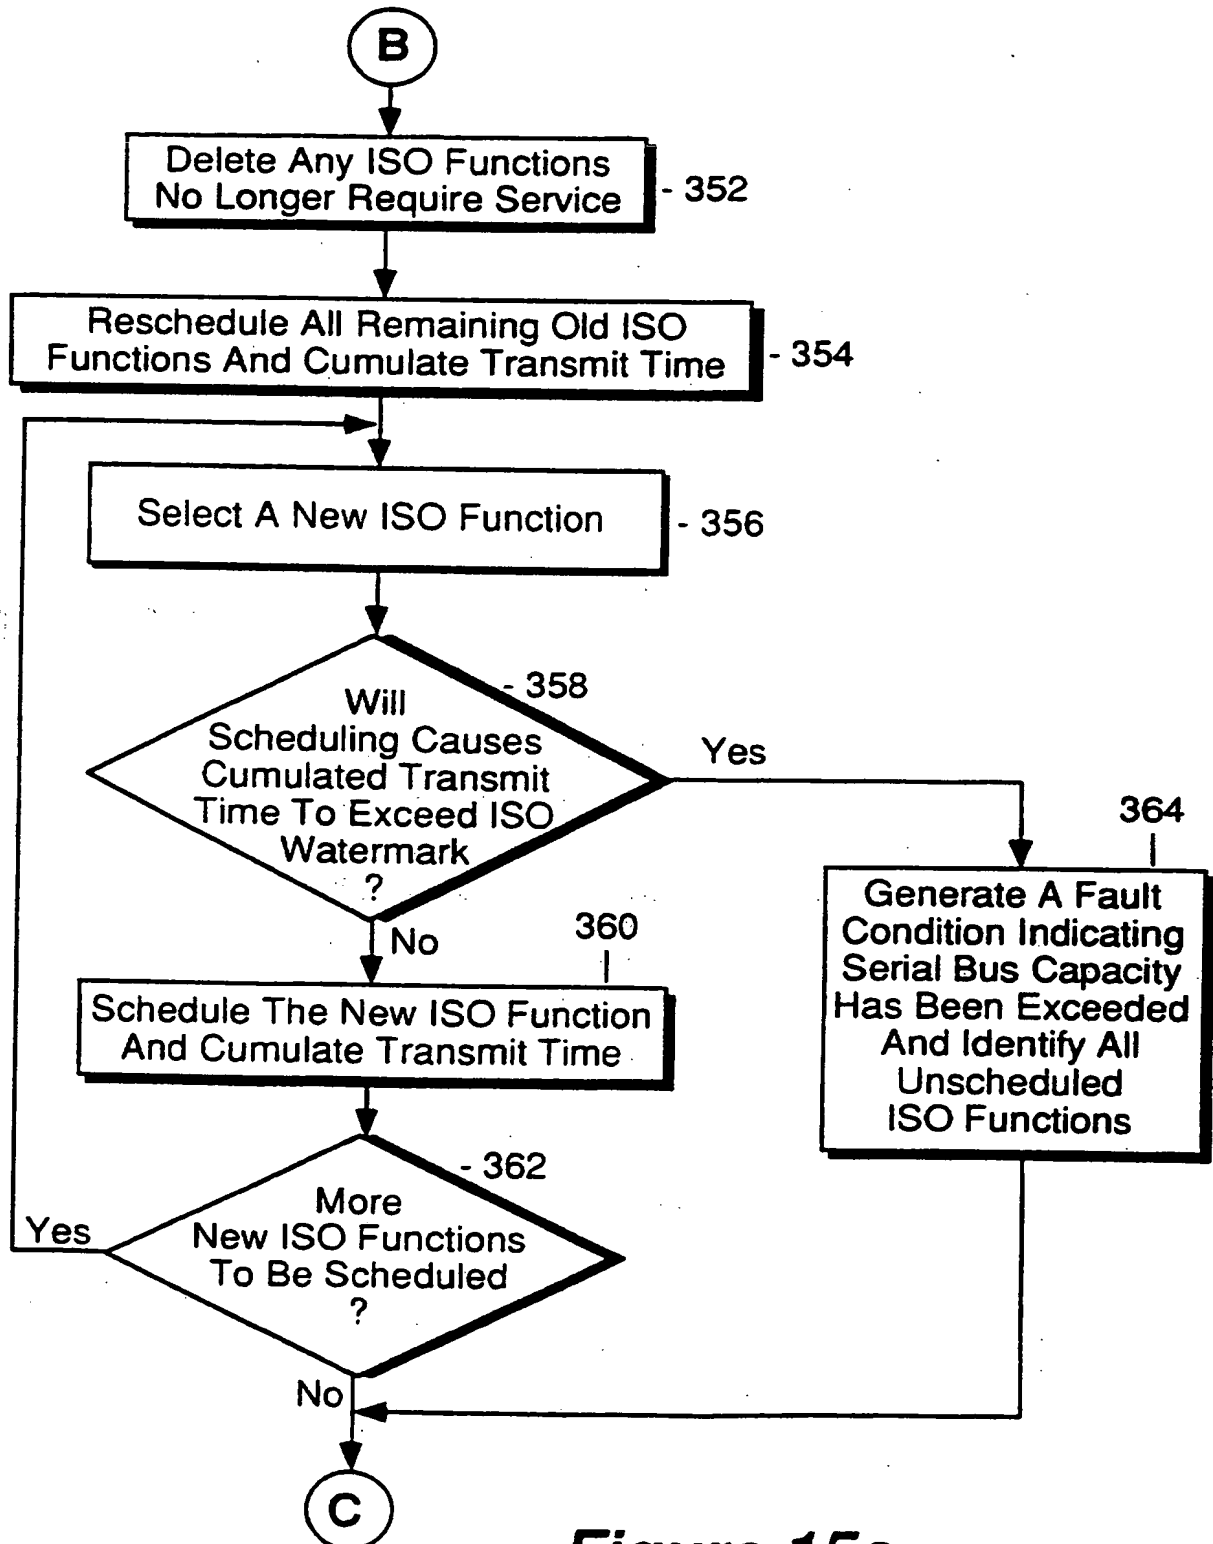 B
Delete Any ISO Functions
No Longer Require Service
- 352
Reschedule All Remaining Old ISO
Functions And Cumulate Transmit Time
- 354
Select A New ISO Function
- 356
- 358
Will
Scheduling Causes
Cumulated Transmit
Time To Exceed ISO
Watermark
?
Yes
No
364
Generate A Fault
Condition Indicating
Serial Bus Capacity
Has Been Exceeded
And Identify All
Unscheduled
ISO Functions
360
Schedule The New ISO Function
And Cumulate Transmit Time
- 362
More
New ISO Functions
To Be Scheduled
?
Yes
No
C
Figure